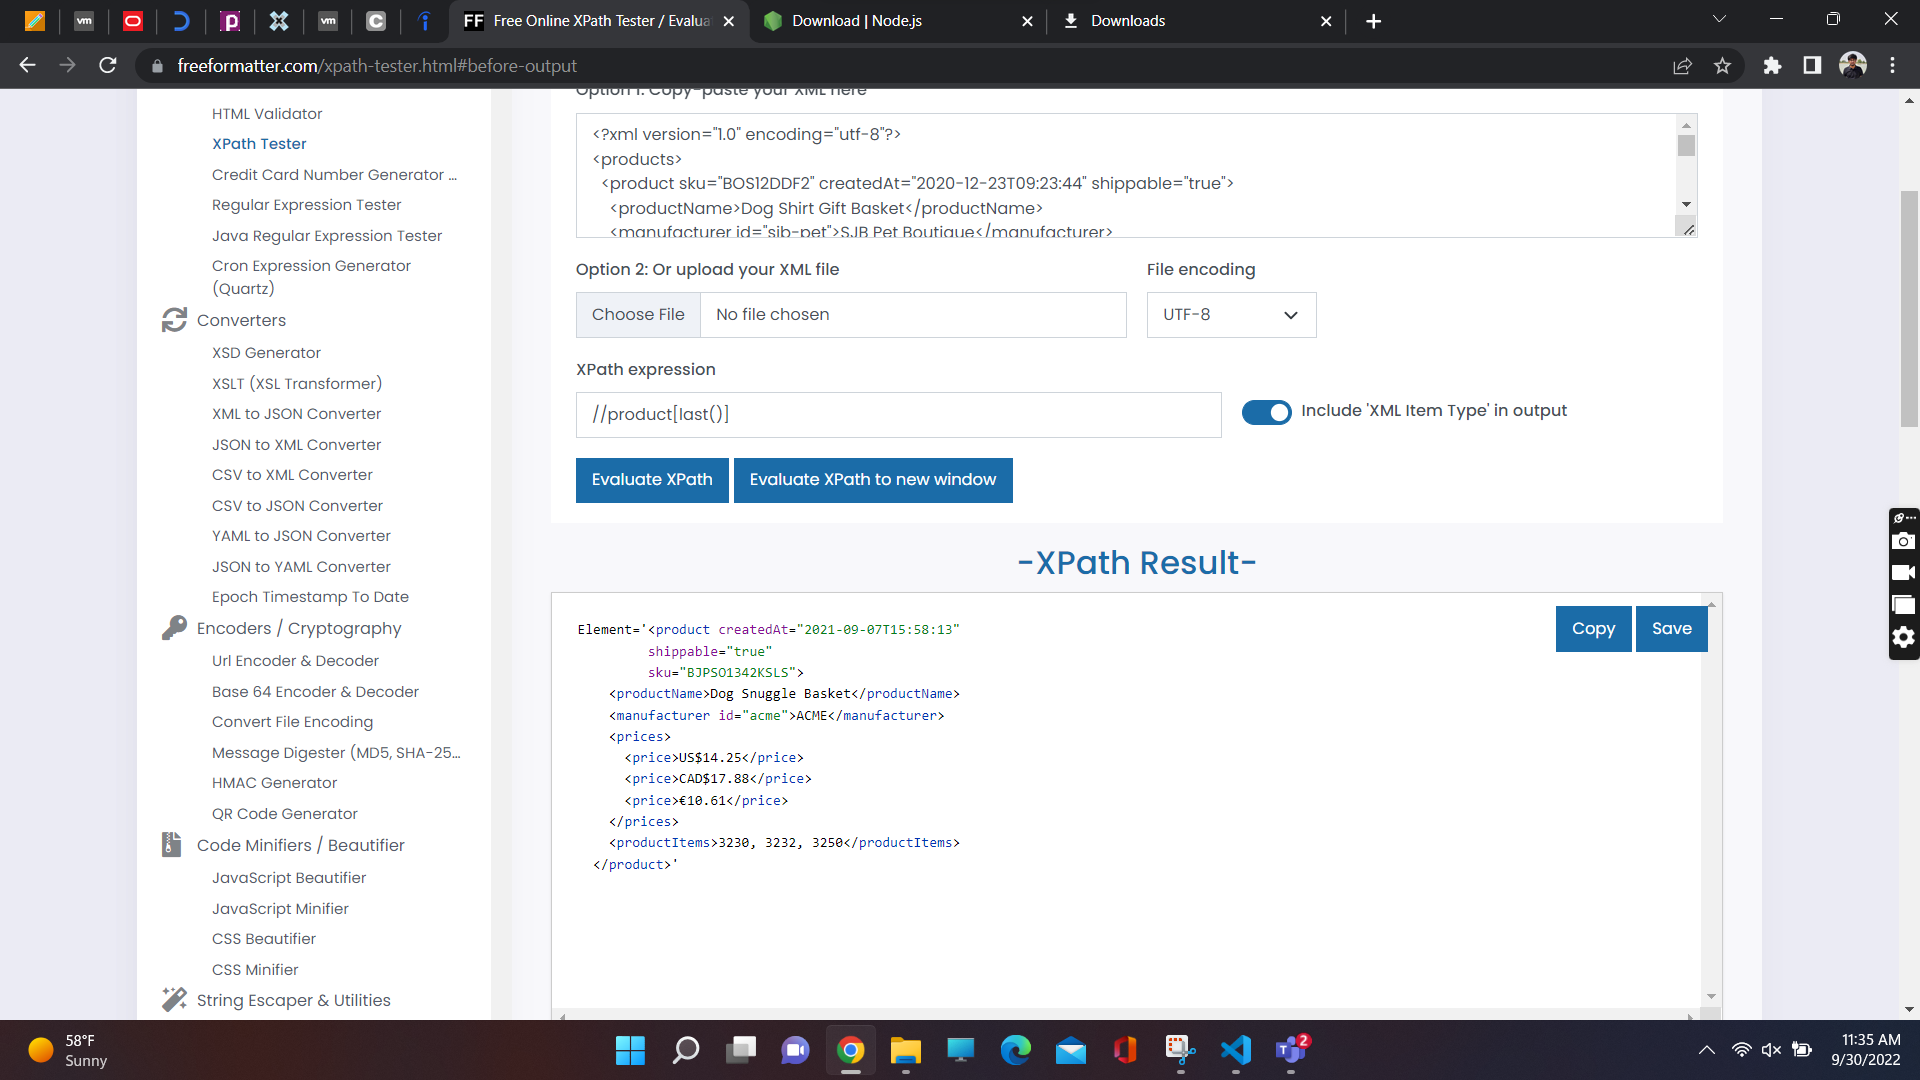 Free Online XPath Tester / Evalua
Download | Node.js
Downloads
freeformatter.com/xpath-tester.html#before-output
HTML Validator
XPath Tester
Credit Card Number Generator ...
Regular Expression Tester
Java Regular Expression Tester
Cron Expression Generator
(Quartz)
Converters
XSD Generator
XSLT (XSL Transformer)
XML to JSON Converter
JSON to XML Converter
CSV to XML Converter
CSV to JSON Converter
YAML to JSON Converter
JSON to YAML Converter
Epoch Timestamp To Date
Encoders / Cryptography
Url Encoder & Decoder
Base 64 Encoder & Decoder
Convert File Encoding
Message Digester (MD5, SHA-25...
HMAC Generator
QR Code Generator
Code Minifiers / Beautifier
JavaScript Beautifier
JavaScript Minifier
CSS Beautifier
CSS Minifier
String Escaper & Utilities
Option 1: Copy-paste your XML here
<?xml version="1.0" encoding="utf-8"?>
<products>
<product sku="BOS12DDF2" createdAt="2020-12-23T09:23:44" shippable="true">
<productName>Dog Shirt Gift Basket</productName>
<manufacturer id="sjb-pet">SJB Pet Boutique</manufacturer>
Option 2: Or upload your XML file
File encoding
Choose File No file chosen
UTF-8
XPath expression
//product[last()]
Include 'XML Item Type' in output
Evaluate XPath
Evaluate XPath to new window
-XPath Result-
Copy
Save
Element='<product createdAt="2021-09-07T15:58:13"
shippable="true"
sku="BJPSO1342KSLS">
<productName>Dog Snuggle Basket</productName>
<manufacturer id="acme">ACME</manufacturer>
<prices>
<price>US$14.25</price>
<price>CAD$17.88</price>
<price>€10.61</price>
</prices>
<productItems>3230, 3232, 3250</productItems>
</product>'
58°F
Sunny
2
11:35 AM
9/30/2022